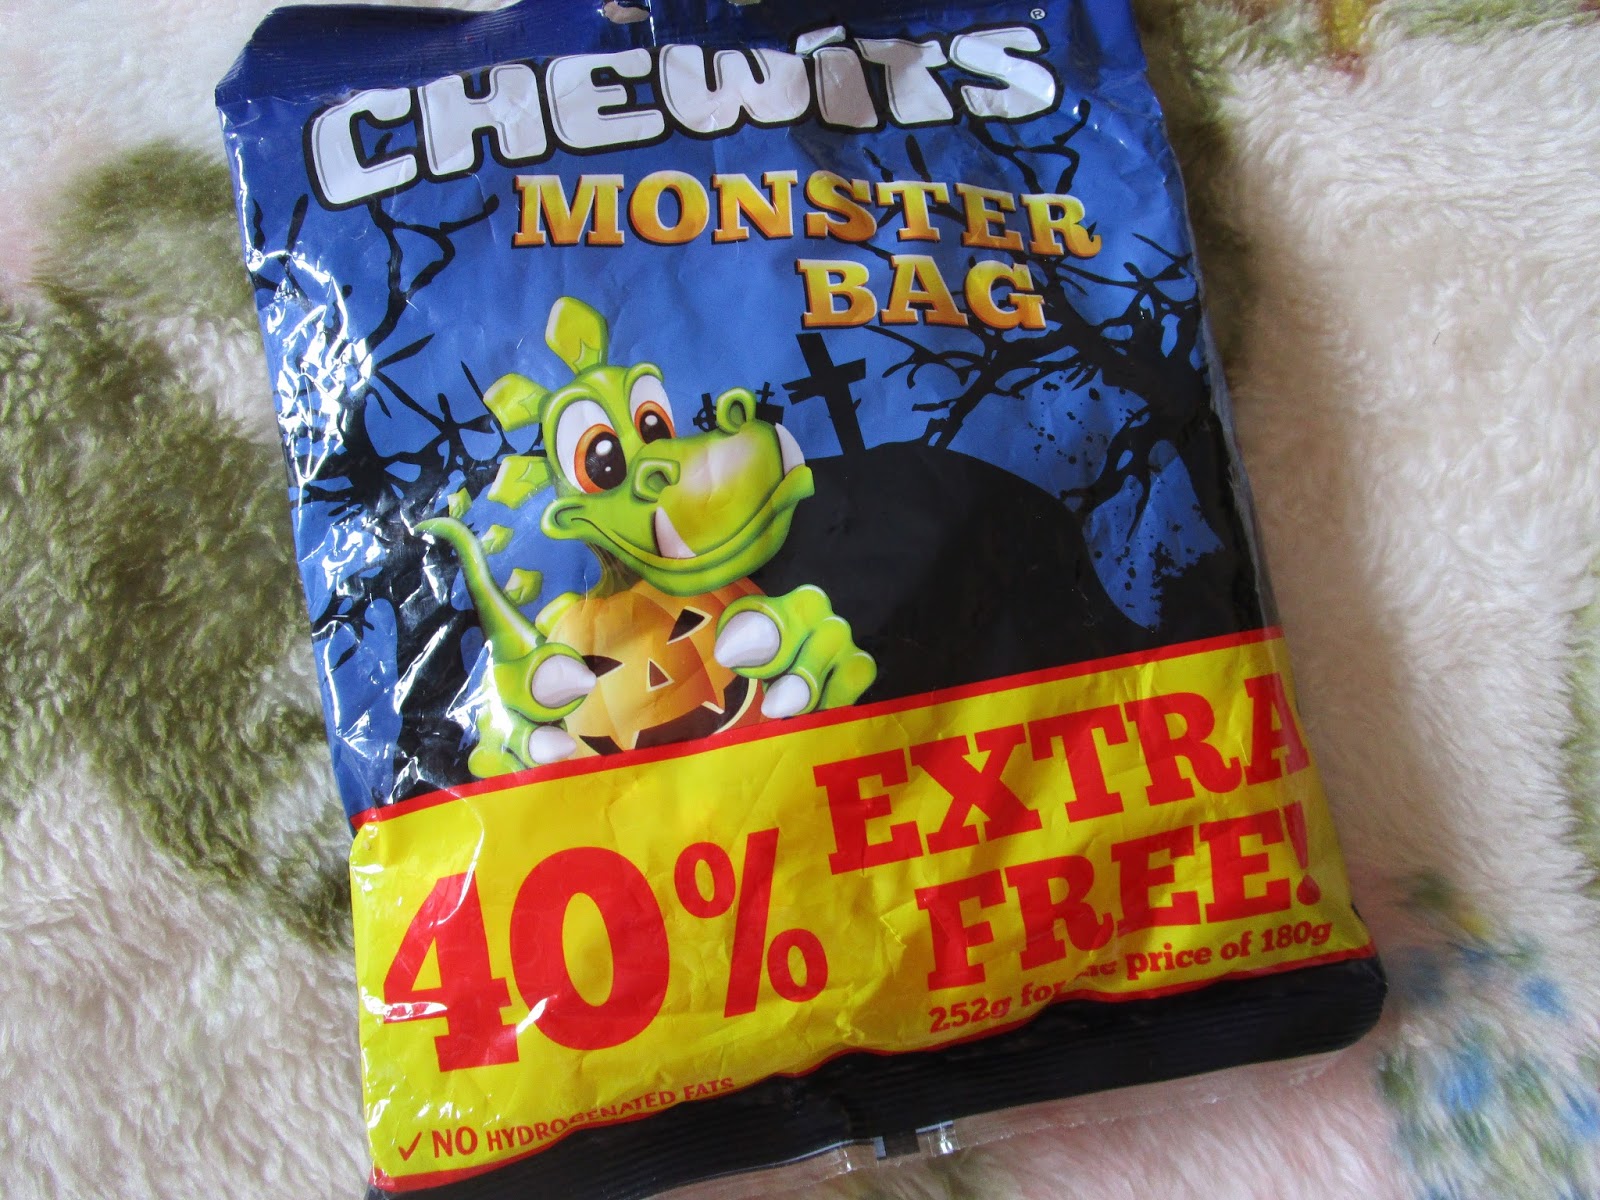 CHEWiTS®
MONSTER
BAG
40% EXTRA
FREE!
252g for the price of 180g
✓ NO HYDROGENATED FATS